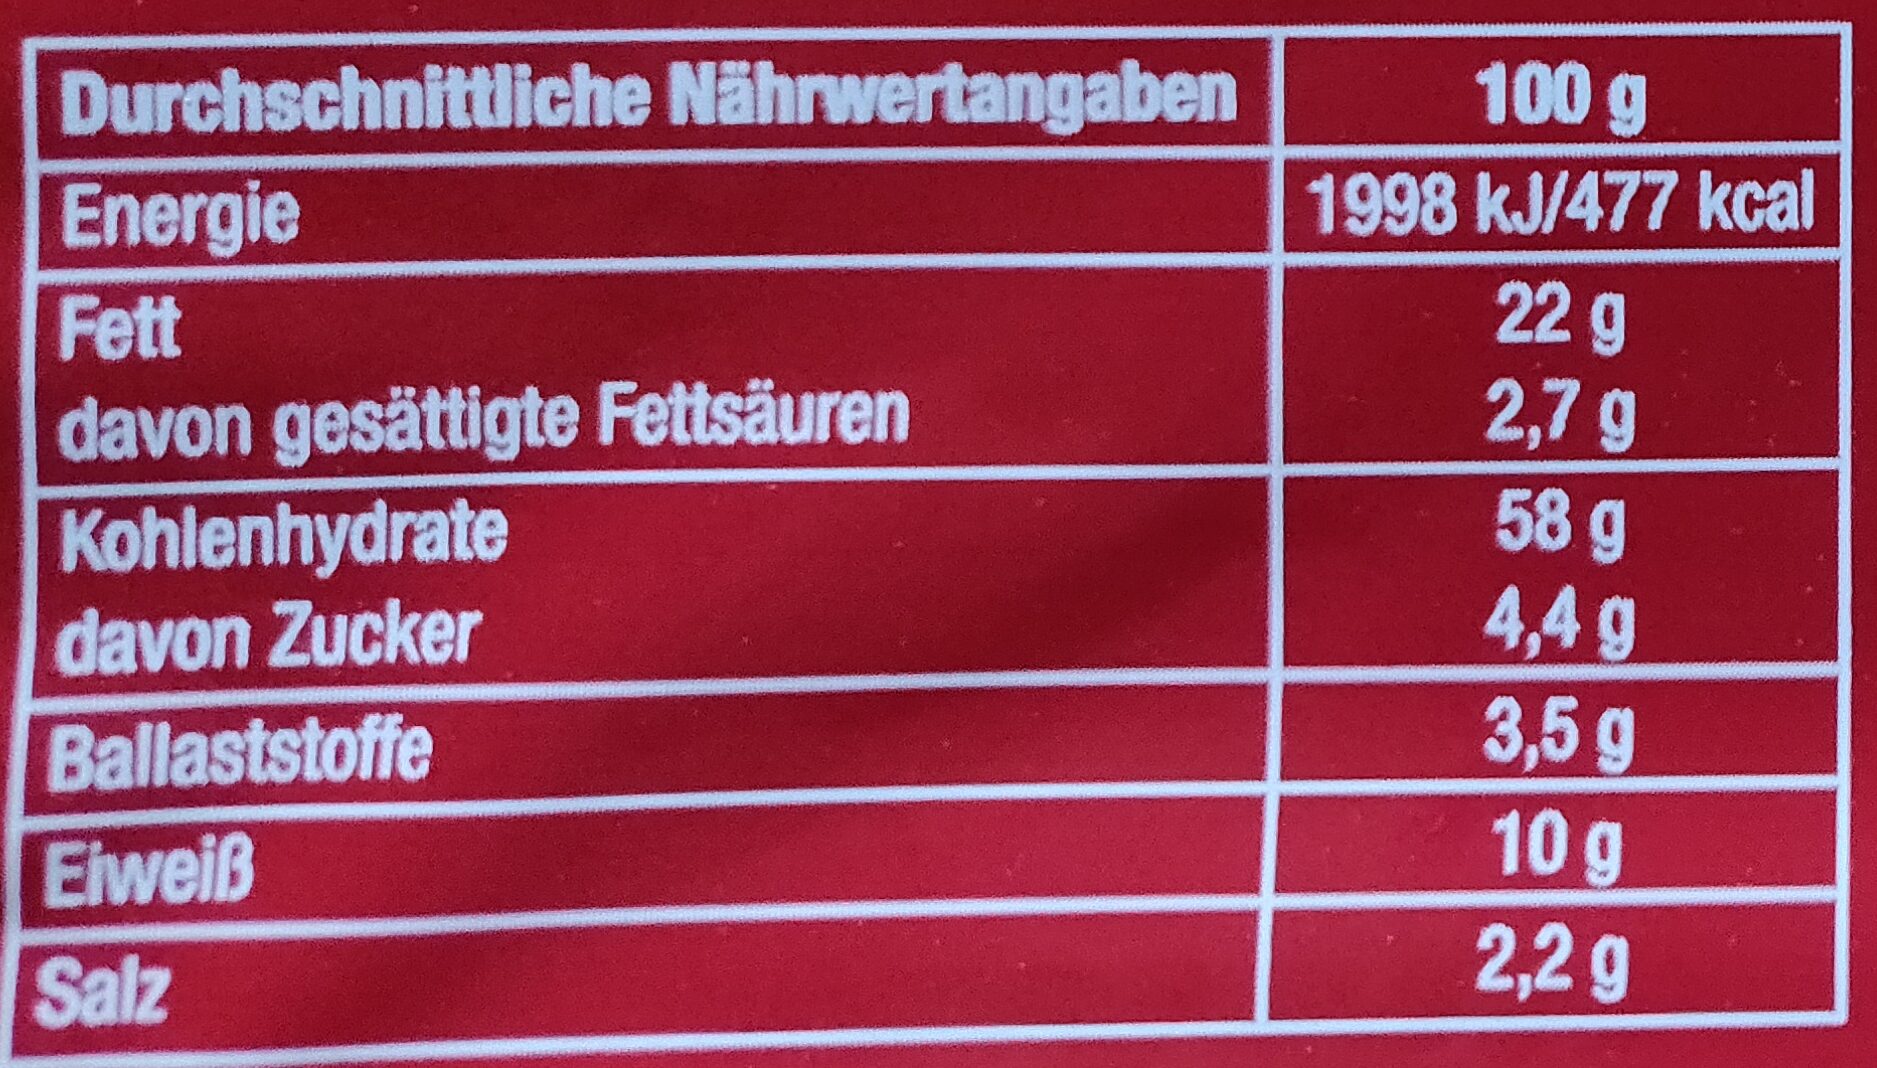 Durchschnittliche Nährwertangaben 100 g
Energie 1998 kJ/477 kcal
Fett 22 g
davon gesättigte Fettsäuren 2,7 g
Kohlenhydrate 58 g
davon Zucker 4,4 g
Ballaststoffe 3,5 g
Eiweiß 10 g
Salz 2,2 g